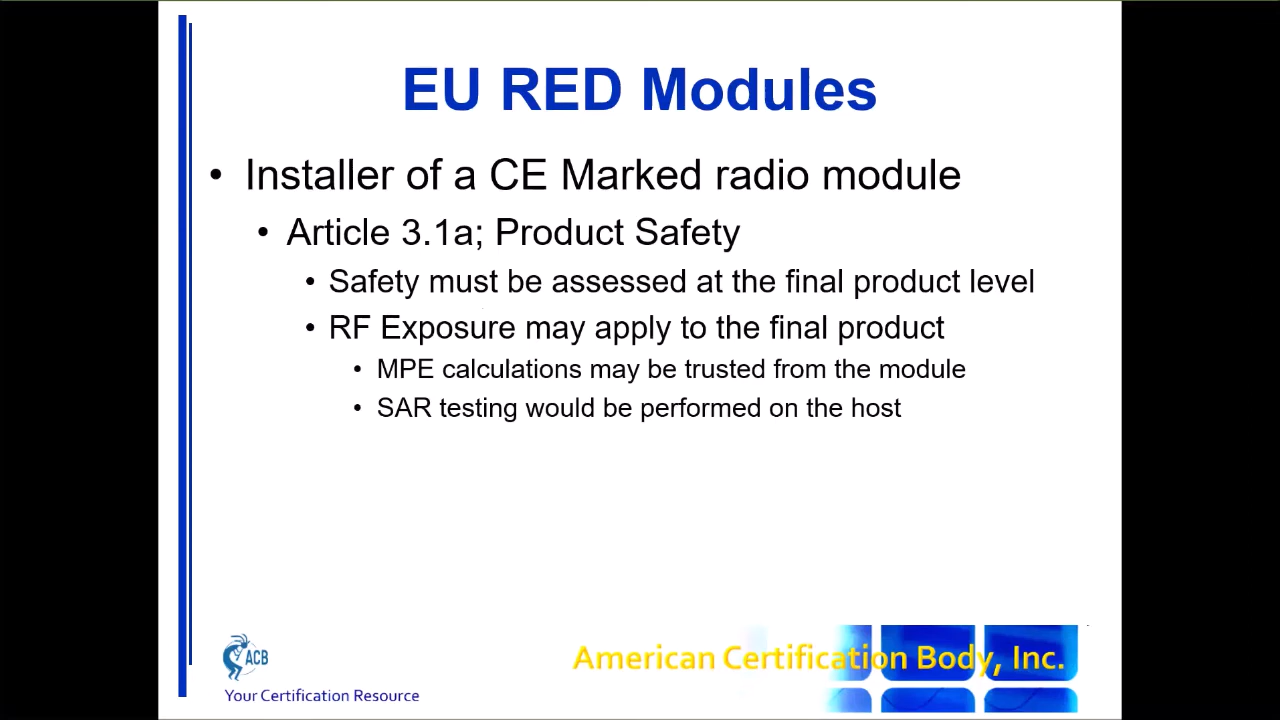 EU RED Modules
• Installer of a CE Marked radio module
• Article 3.1a; Product Safety
• Safety must be assessed at the final product level
• RF Exposure may apply to the final product
• MPE calculations may be trusted from the module
• SAR testing would be performed on the host
ACB
American Certification Body, Inc.
Your Certification Resource